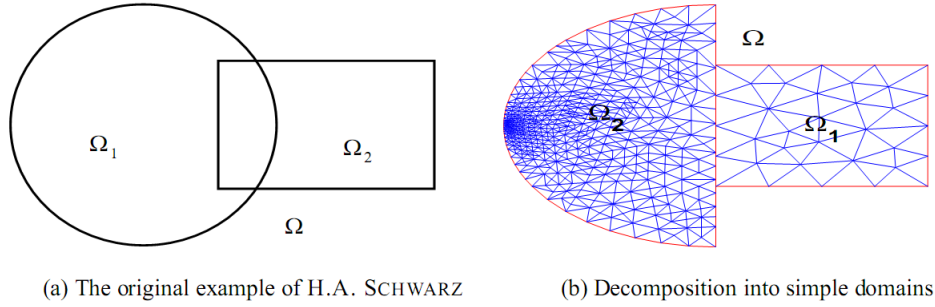 Ω1
Ω2
Ω
(a) The original example of H.A. SCHWARZ
Ω
Ω2
Ω1
(b) Decomposition into simple domains